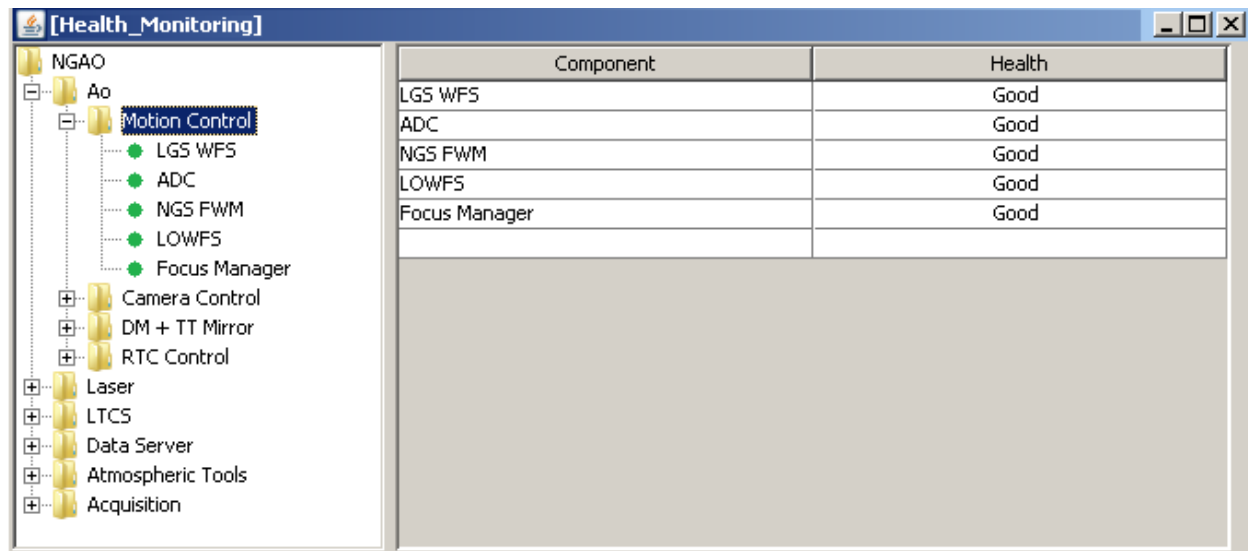 [Health_Monitoring]
NGAO
Ao
Motion Control
LGS WFS
ADC
NGS FWM
LOWFS
Focus Manager
Camera Control
DM + TT Mirror
RTC Control
Laser
LTCS
Data Server
Atmospheric Tools
Acquisition
Component Health
LGS WFS Good
ADC Good
NGS FWM Good
LOWFS Good
Focus Manager Good